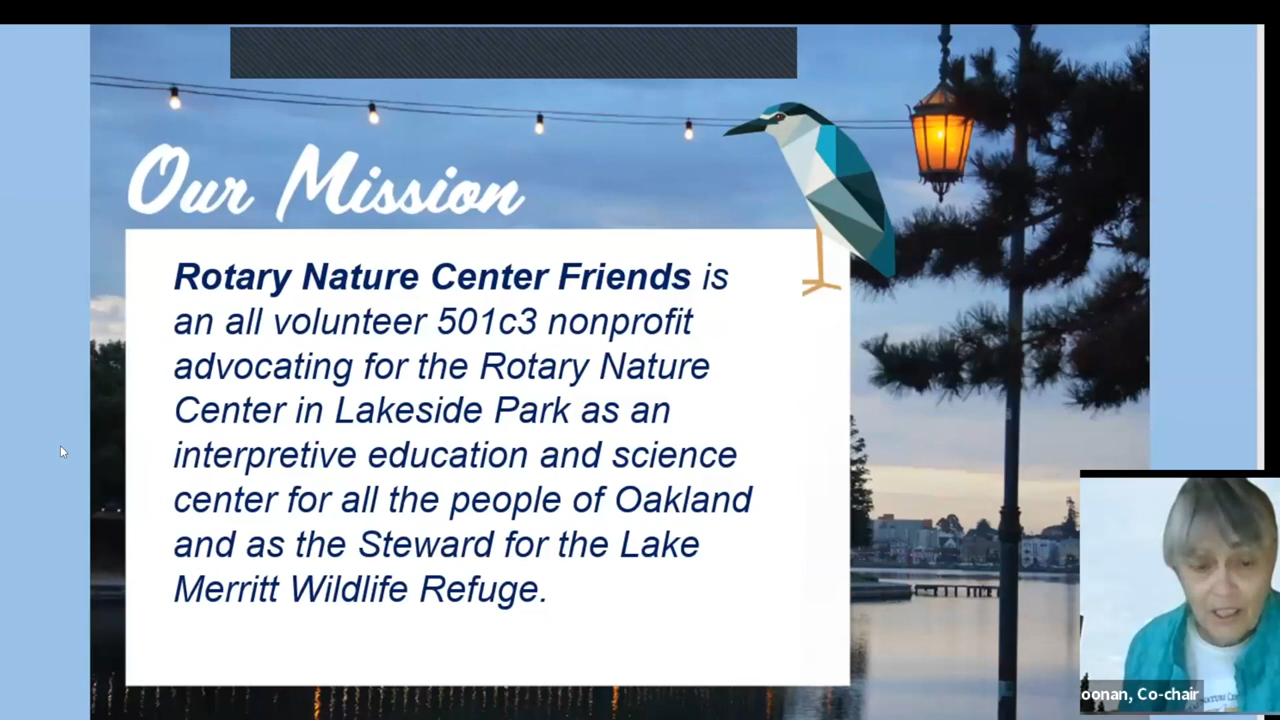 Our Mission
Rotary Nature Center Friends is
an all volunteer 501c3 nonprofit
advocating for the Rotary Nature
Center in Lakeside Park as an
interpretive education and science
center for all the people of Oakland
and as the Steward for the Lake
Merritt Wildlife Refuge.
oonan, Co-chair